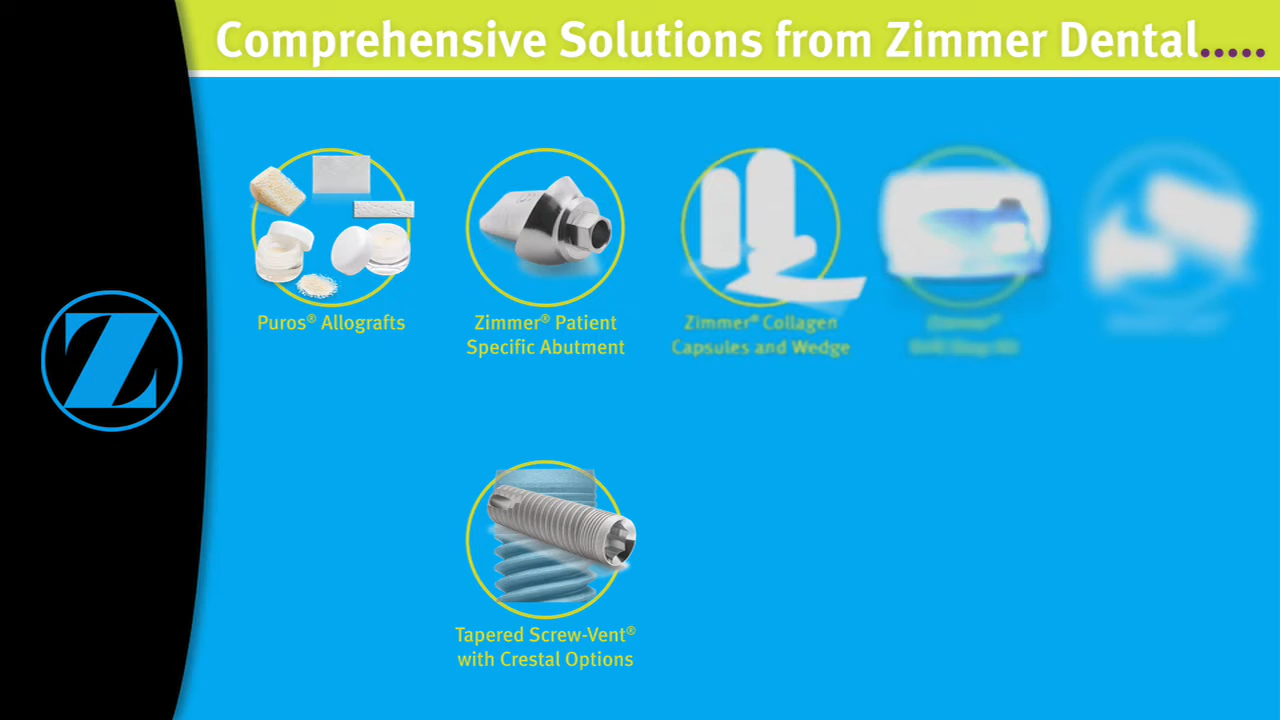 Comprehensive Solutions from Zimmer Dental.....
Puros® Allografts
Zimmer® Patient
Specific Abutment
Zimmer® Collagen
Capsules and Wedge
Zimmer®
Tapered Screw-Vent®
with Crestal Options